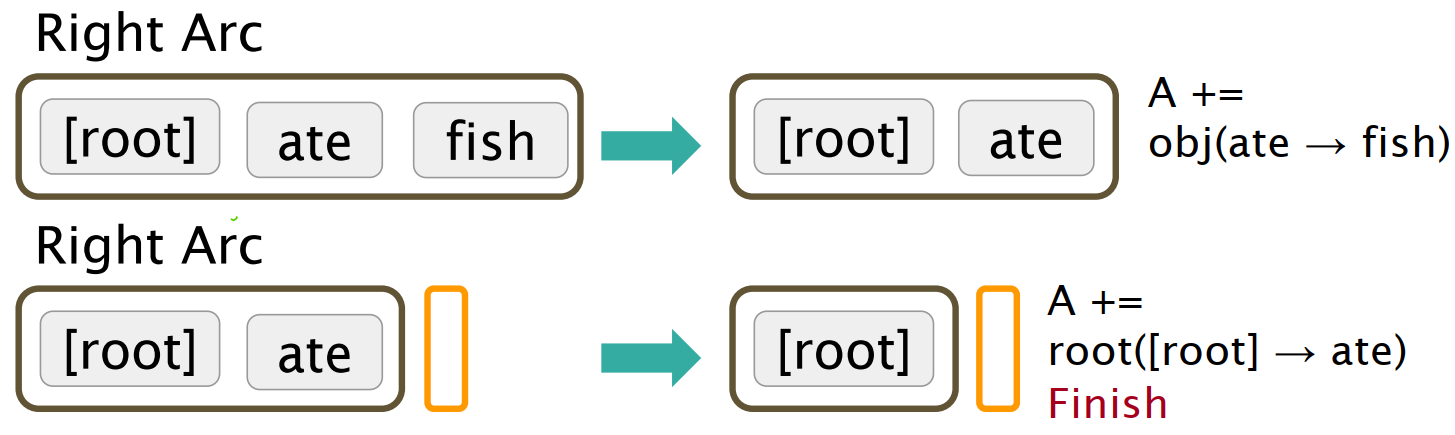 Right Arc
[root] ate fish [root] ate
A +=
obj(ate → fish)
Right Arc
[root] ate [root]
A +=
root([root] → ate)
Finish